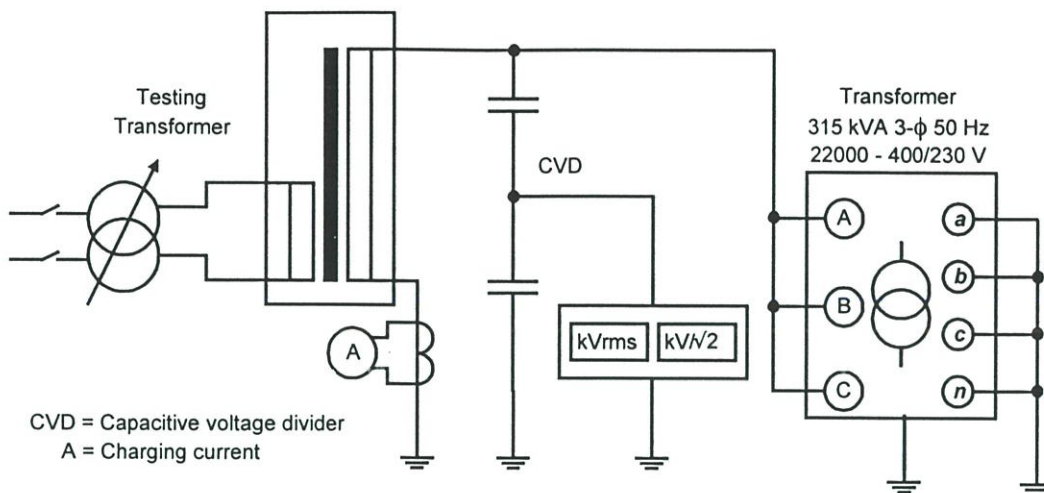 Testing
Transformer
CVD
Transformer
315 kVA 3-ϕ 50 Hz
22000 - 400/230 V
A
B
C
a
b
c
n
kVrms
kV/√2
A
CVD = Capacitive voltage divider
A = Charging current